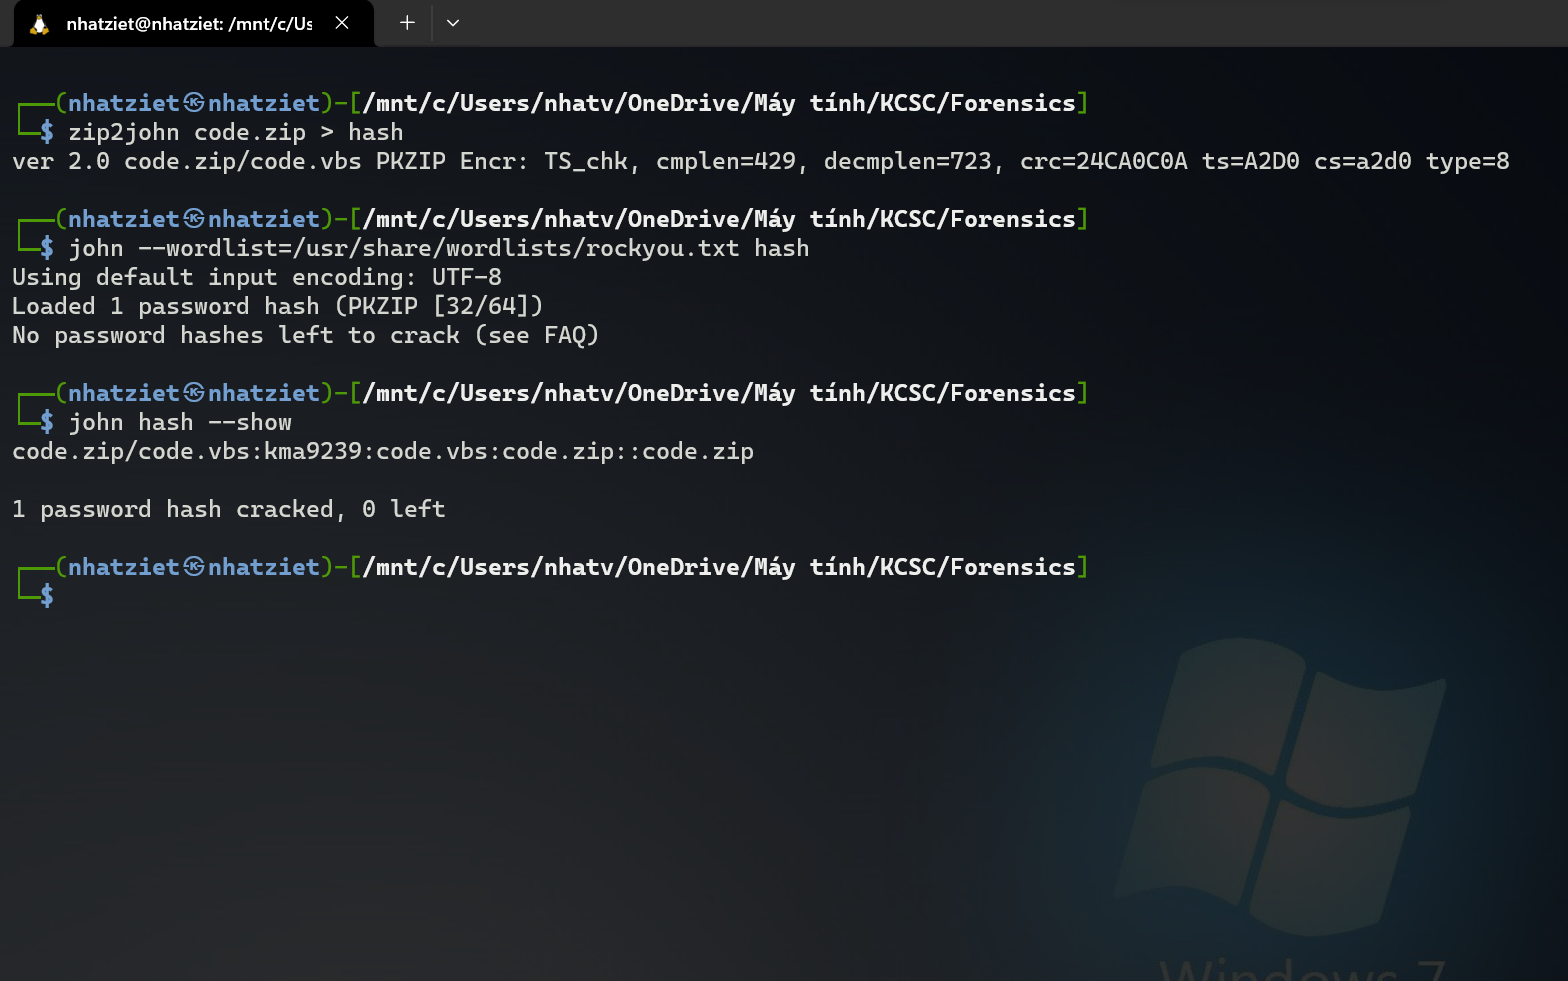 nhatziet@nhatziet: /mnt/c/Us
┌──(nhatziet㉿nhatziet)-[/mnt/c/Users/nhatv/OneDrive/Máy tính/KCSC/Forensics]
└─$ zip2john code.zip > hash
ver 2.0 code.zip/code.vbs PKZIP Encr: TS_chk, cmplen=429, decmplen=723, crc=24CA0C0A ts=A2D0 cs=a2d0 type=8
┌──(nhatziet㉿nhatziet)-[/mnt/c/Users/nhatv/OneDrive/Máy tính/KCSC/Forensics]
└─$ john --wordlist=/usr/share/wordlists/rockyou.txt hash
Using default input encoding: UTF-8
Loaded 1 password hash (PKZIP [32/64])
No password hashes left to crack (see FAQ)
┌──(nhatziet㉿nhatziet)-[/mnt/c/Users/nhatv/OneDrive/Máy tính/KCSC/Forensics]
└─$ john hash --show
code.zip/code.vbs:kma9239:code.vbs:code.zip::code.zip
1 password hash cracked, 0 left
┌──(nhatziet㉿nhatziet)-[/mnt/c/Users/nhatv/OneDrive/Máy tính/KCSC/Forensics]
└─$
Windows 7